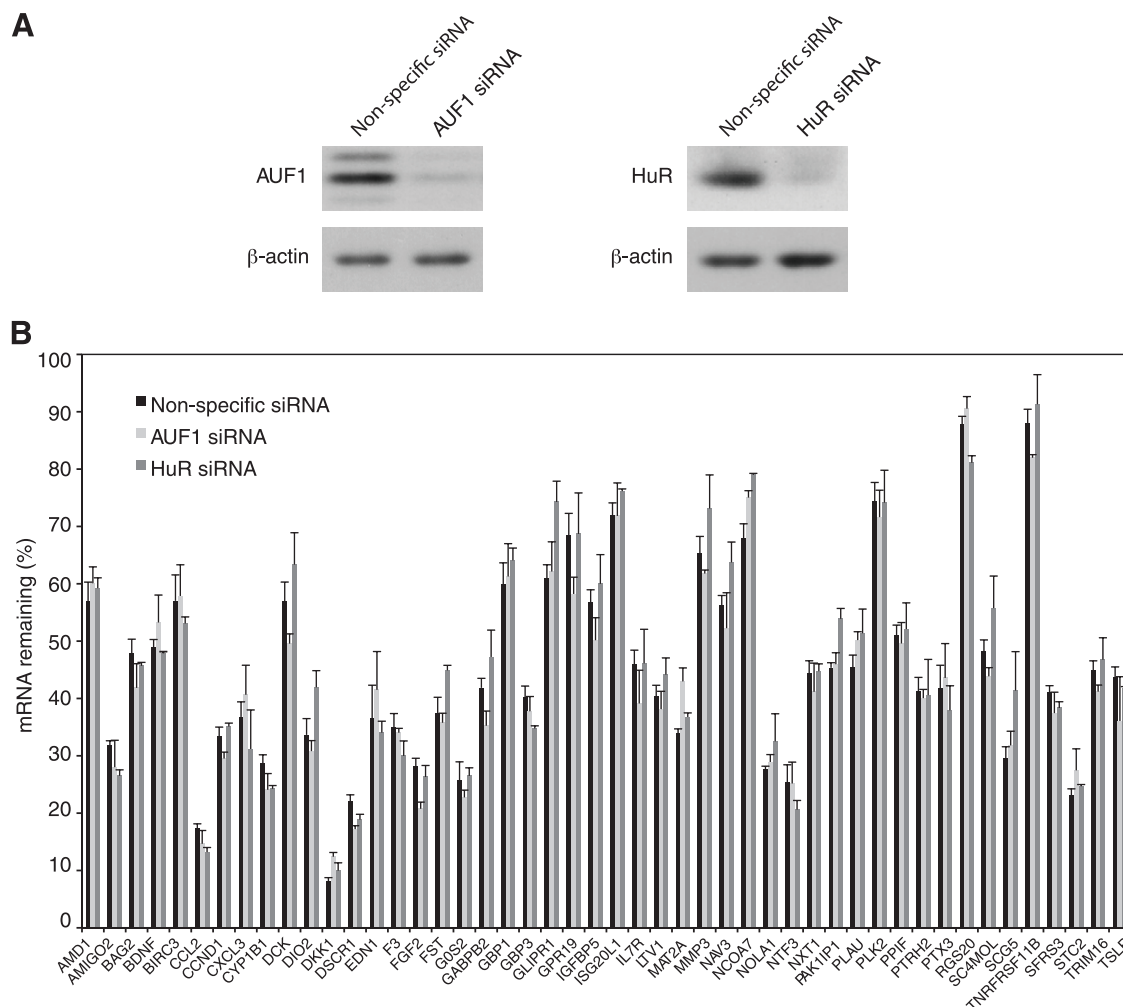 A
Non-specific siRNA
AUF1 siRNA
Non-specific siRNA
HuR siRNA
AUF1
HuR
β-actin
β-actin
B
100
90
80
70
60
50
40
30
20
10
0
mRNA remaining (%)
Non-specific siRNA
AUF1 siRNA
HuR siRNA
AMD1
AMIGO2
BAG2
BDNF
BIRC3
CCL2
CCND1
CXCL3
CYP1B1
DCK
DIO2
DKK1
DSCR1
EDN1
F3
FGF2
FST
G0S2
GABPB2
GBP1
GBP3
GLIPR1
GPR19
IGFBP5
ISG20L1
IL7R
LTV1
MAT2A
MMP3
NAV3
NCOA7
NOLA1
NTF3
NXT1
PAK1IP1
PLAU
PLK2
PPIF
PTRH2
PTX3
RGS20
SC4MOL
SCG5
TNRFRSF11B
SFRS3
STC2
TRIM16
TSLP